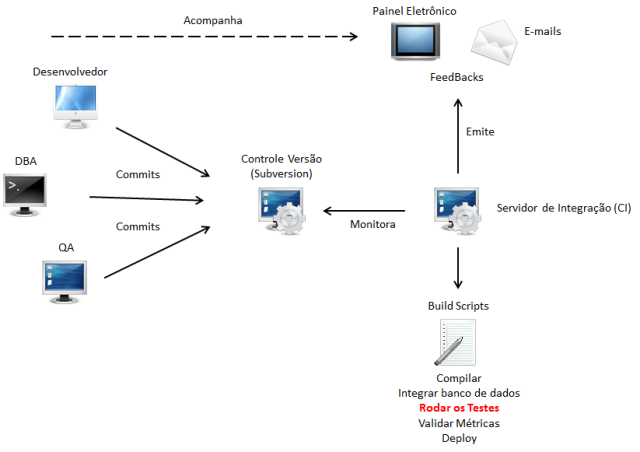 Painel Eletrônico
Acompanha
E-mails
Desenvolvedor
FeedBacks
Emite
DBA
Commits
Controle Versão
(Subversion)
Servidor de Integração (CI)
Monitora
Commits
QA
Build Scripts
Compilar
Integrar banco de dados
Rodar os Testes
Validar Métricas
Deploy